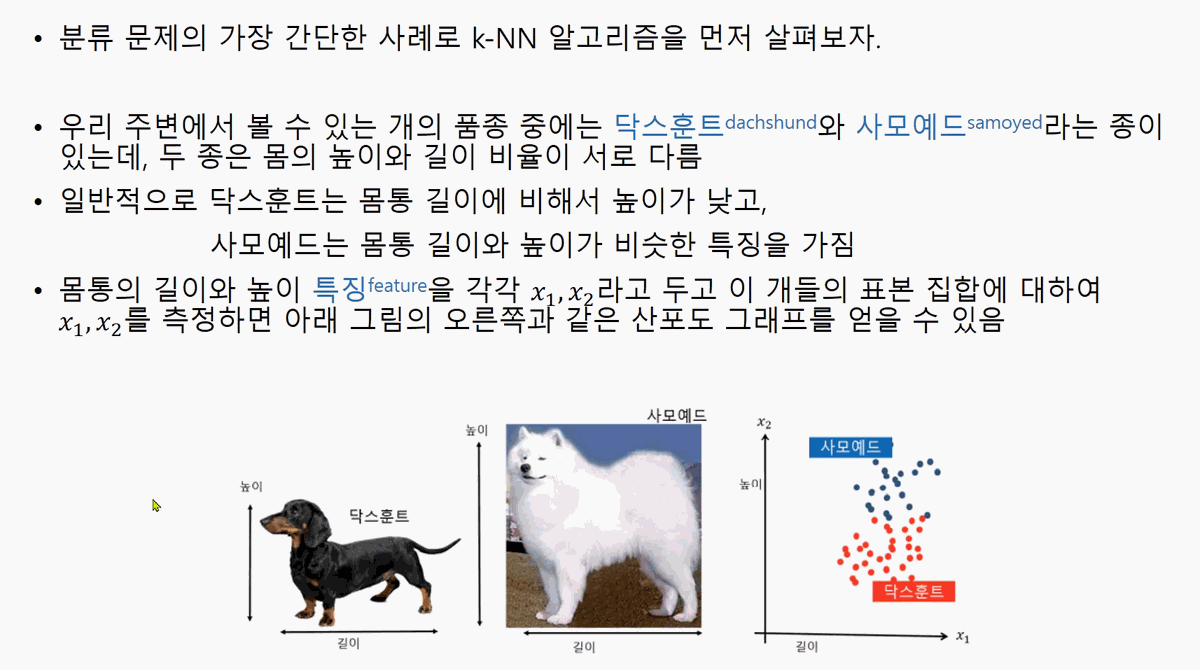 • 분류 문제의 가장 간단한 사례로 k-NN 알고리즘을 먼저 살펴보자.
• 우리 주변에서 볼 수 있는 개의 품종 중에는 닥스훈트dachshund와 사모예드samoyed라는 종이
있는데, 두 종은 몸의 높이와 길이 비율이 서로 다름
• 일반적으로 닥스훈트는 몸통 길이에 비해서 높이가 낮고,
사모예드는 몸통 길이와 높이가 비슷한 특징을 가짐
• 몸통의 길이와 높이 특징feature을 각각 x₁, x₂라고 두고 이 개들의 표본 집합에 대하여
x₁, x₂를 측정하면 아래 그림의 오른쪽과 같은 산포도 그래프를 얻을 수 있음
높이
닥스훈트
길이
높이
사모예드
길이
x₂
사모예드
높이
닥스훈트
x₁
길이